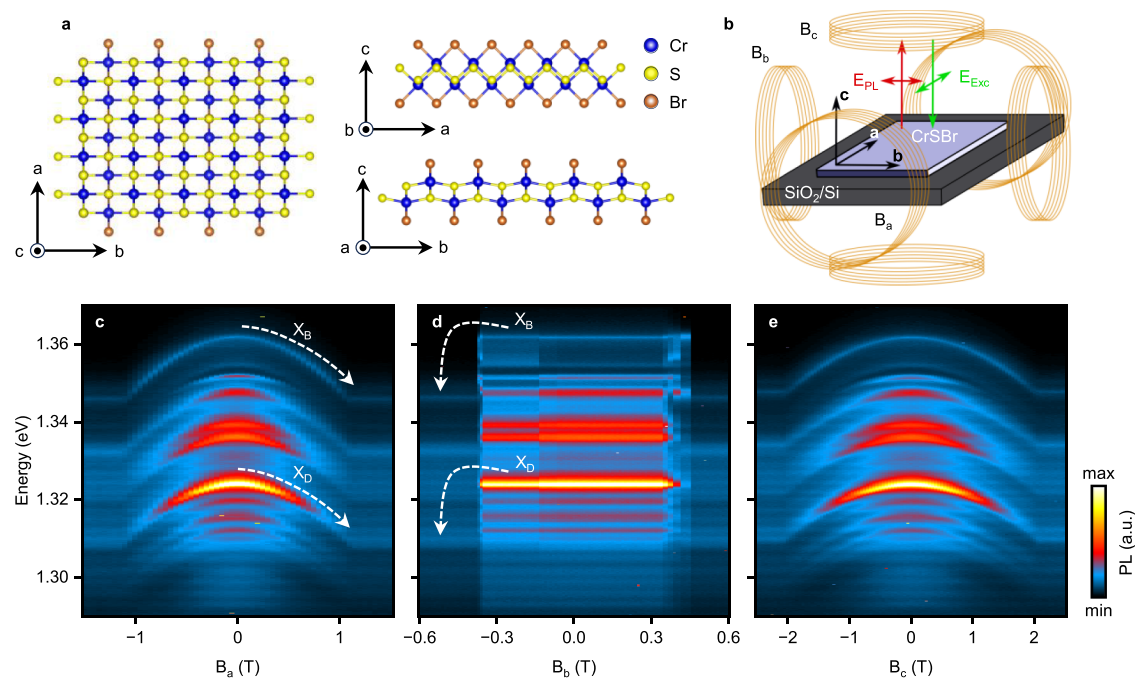 a
a
c
b
c
b
a
c
a
b
Cr
S
Br
b
B_c
B_b
E_PL
E_Exc
c
a
b
CrSBr
SiO₂/Si
B_a
Energy (eV)
1.36
1.34
1.32
1.30
c
X_B
X_D
−1
0
1
B_a (T)
d
X_B
X_D
−0.6
−0.3
0.0
0.3
0.6
B_b (T)
e
−2
−1
0
1
2
B_c (T)
max
min
PL (a.u.)